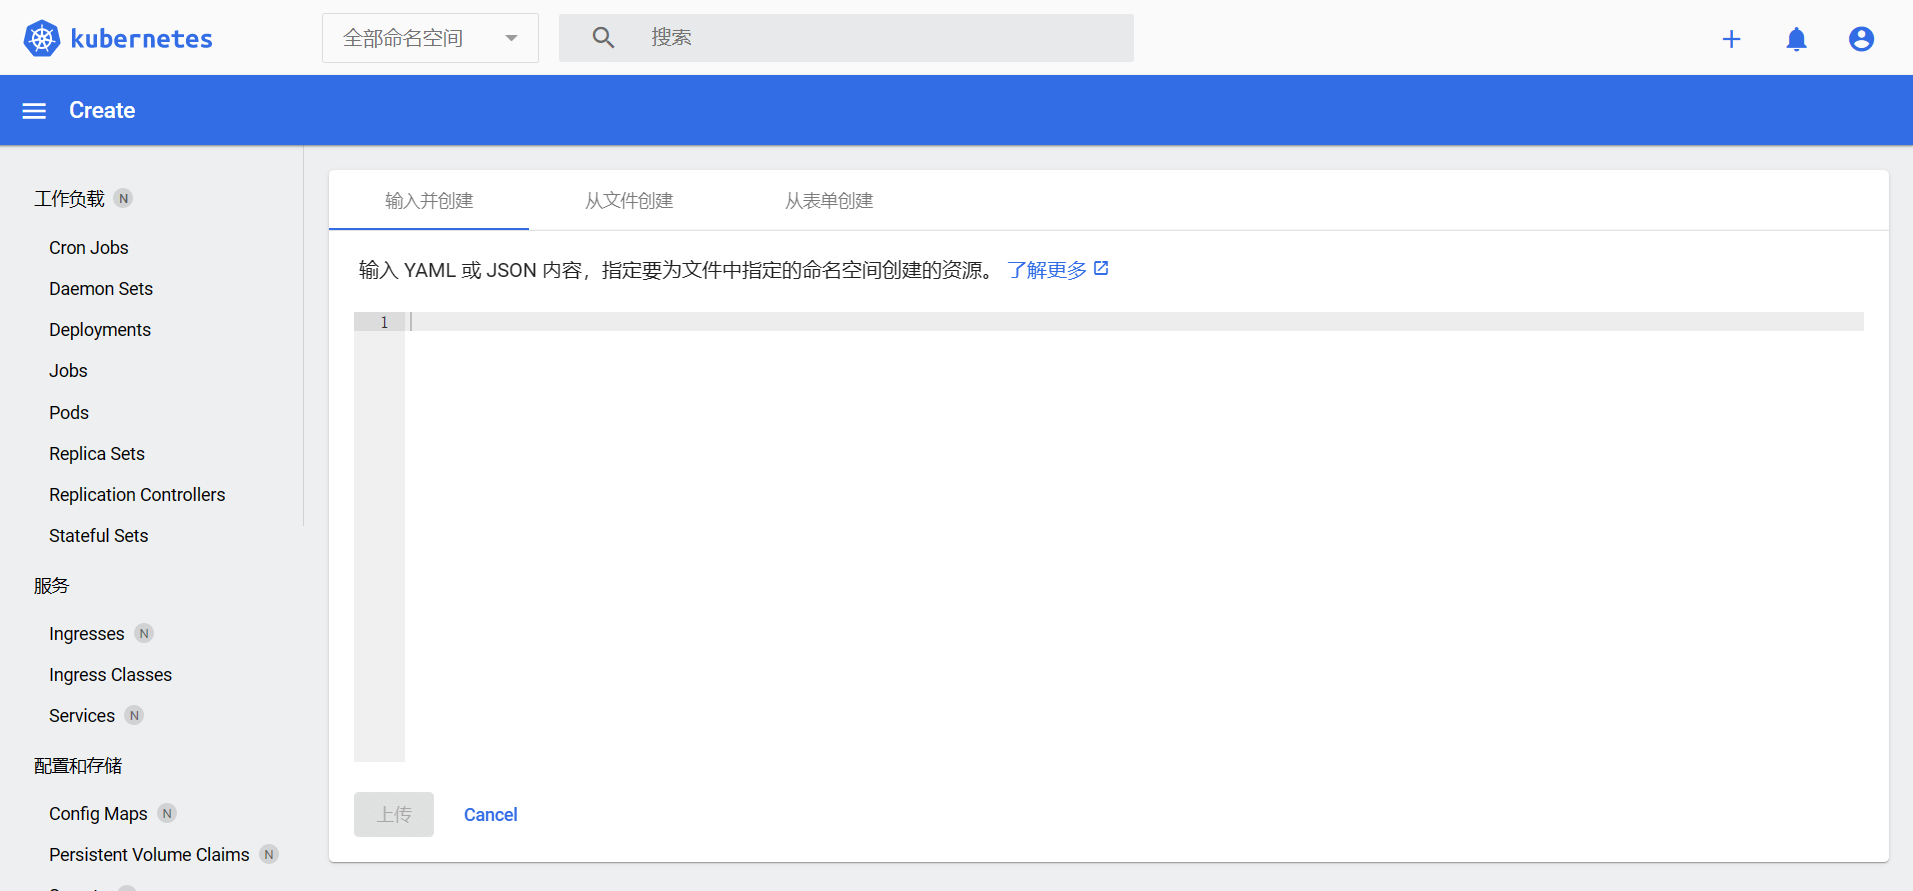 kubernetes
全部命名空间
搜索
Create
工作负载 N
Cron Jobs
Daemon Sets
Deployments
Jobs
Pods
Replica Sets
Replication Controllers
Stateful Sets
服务
Ingresses N
Ingress Classes
Services N
配置和存储
Config Maps N
Persistent Volume Claims N
输入并创建
从文件创建
从表单创建
输入 YAML 或 JSON 内容，指定要为文件中指定的命名空间创建的资源。 了解更多
1
上传
Cancel